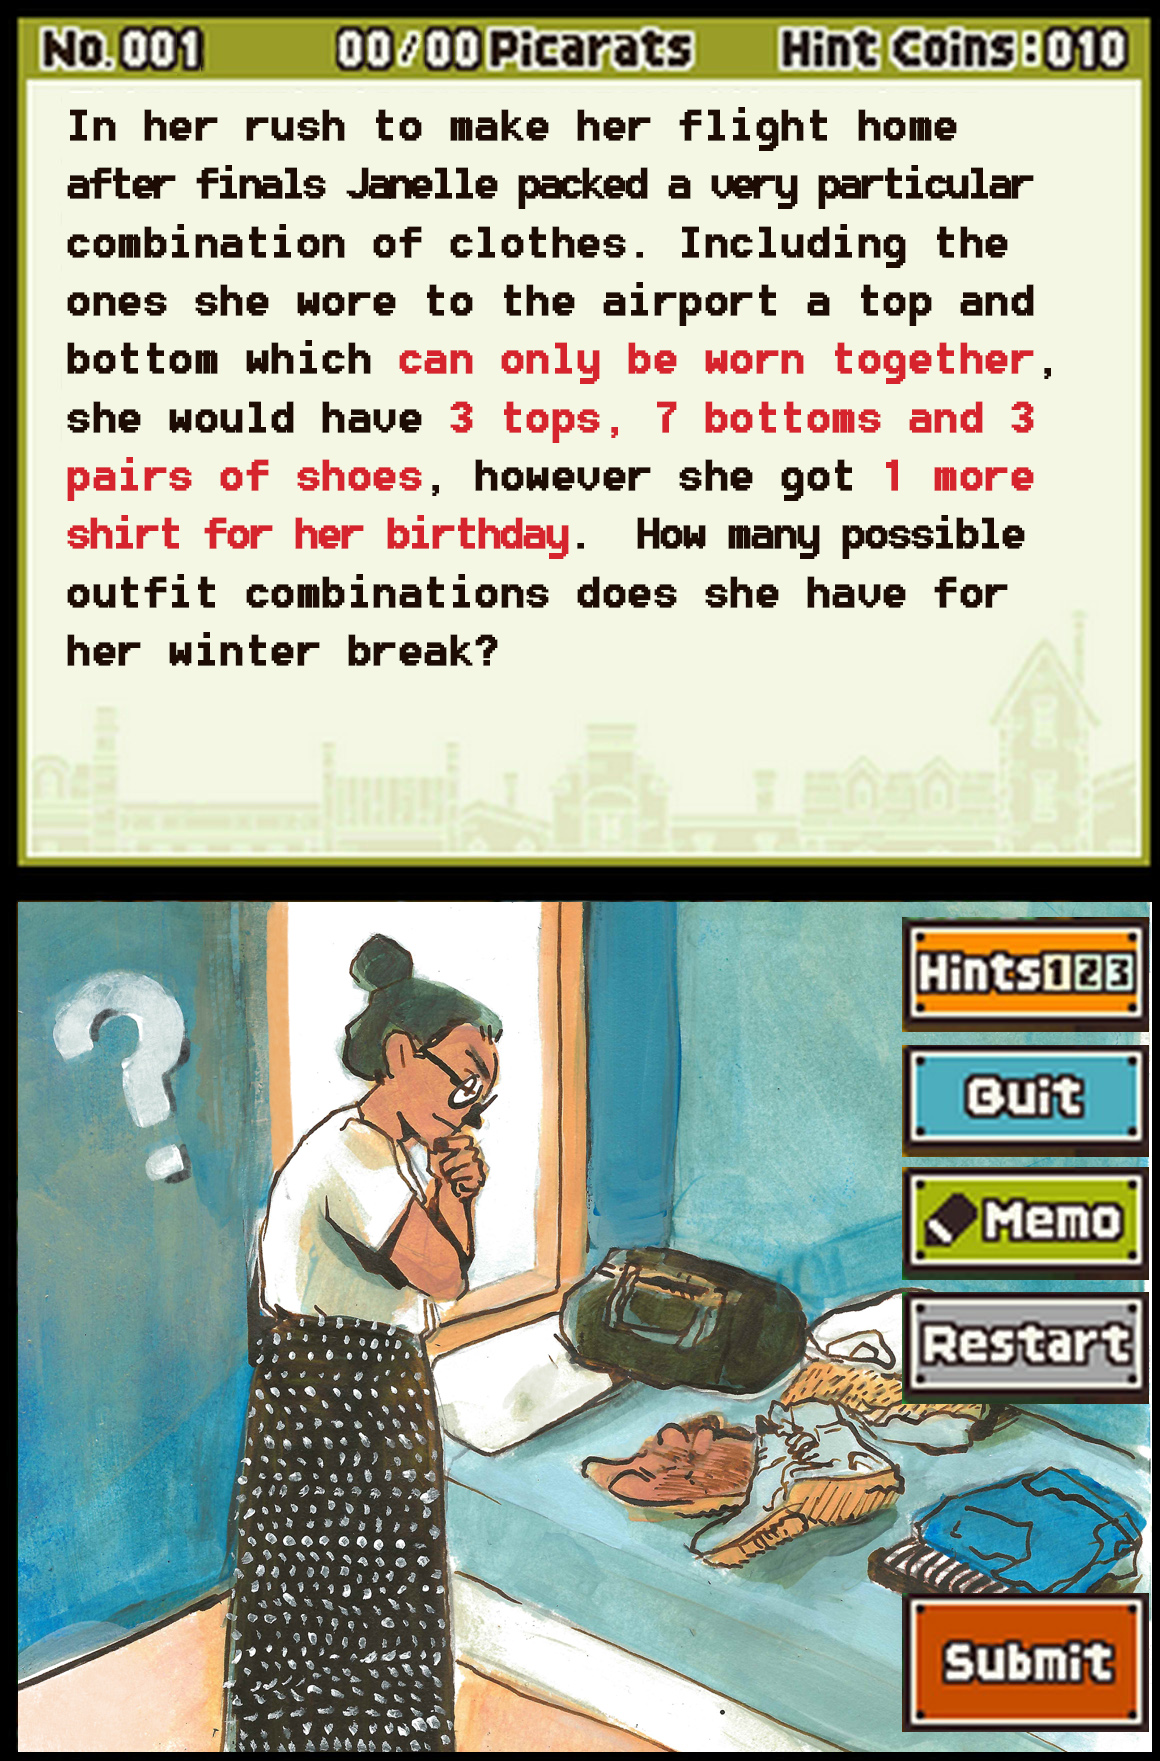 No.001 00/00 Picarats Hint Coins:010
In her rush to make her flight home
after finals Janelle packed a very particular
combination of clothes. Including the
ones she wore to the airport a top and
bottom which can only be worn together,
she would have 3 tops, 7 bottoms and 3
pairs of shoes, however she got 1 more
shirt for her birthday. How many possible
outfit combinations does she have for
her winter break?
?
Hints 1 2 3
Quit
Memo
Restart
Submit